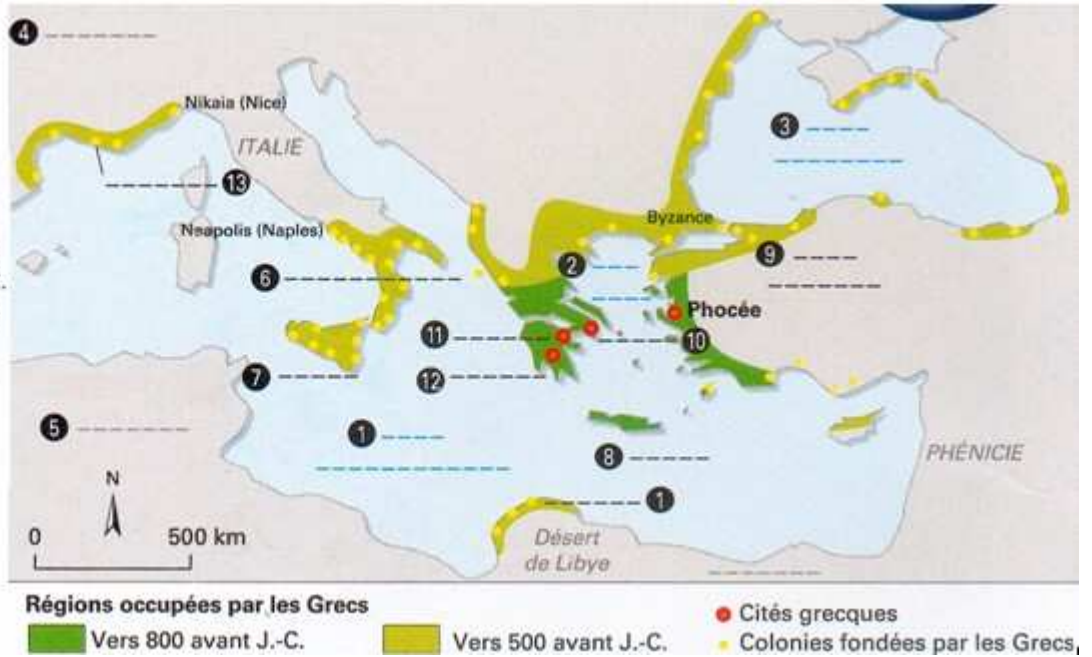 4
Nikaia (Nice)
ITALIE
3
13
Neapolis (Naples)
Byzance
2
9
6
Phocée
11
10
12
7
5
1
8
PHÉNICIE
N
1
0 500 km
Désert
de Libye
Régions occupées par les Grecs
Vers 800 avant J.-C.
Vers 500 avant J.-C.
Cités grecques
Colonies fondées par les Grecs